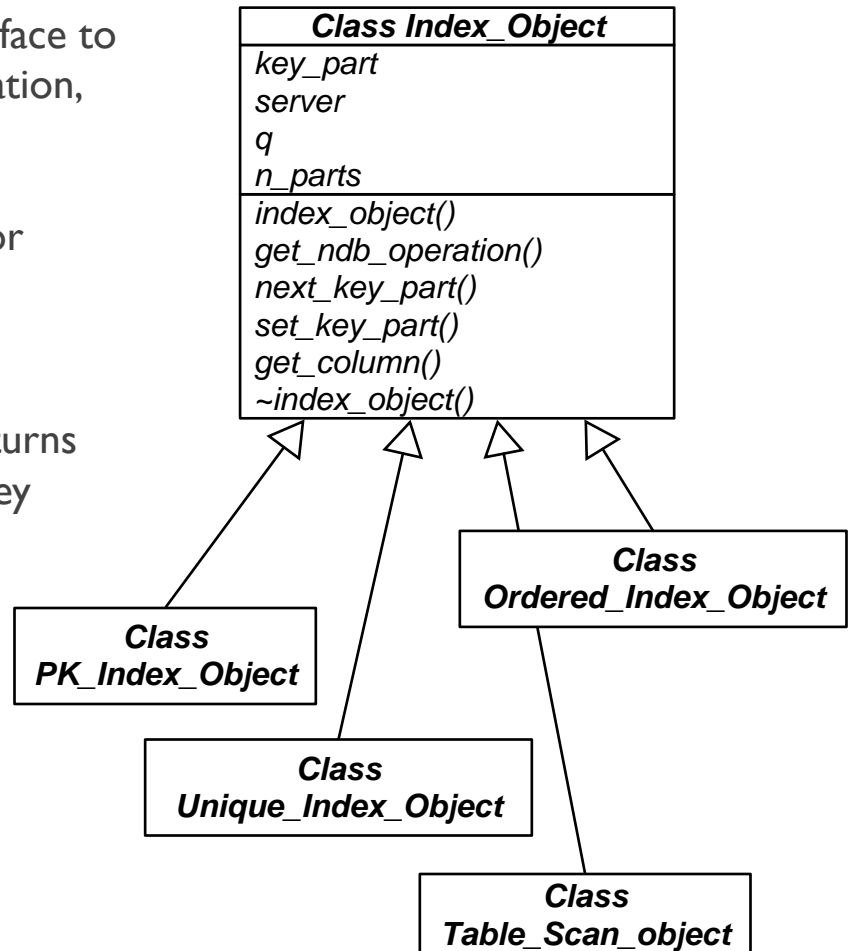 face to
ation,
or
turns
ey
Class Index_Object
key_part
server
q
n_parts
index_object()
get_ndb_operation()
next_key_part()
set_key_part()
get_column()
~index_object()
Class
Ordered_Index_Object
Class
PK_Index_Object
Class
Unique_Index_Object
Class
Table_Scan_object